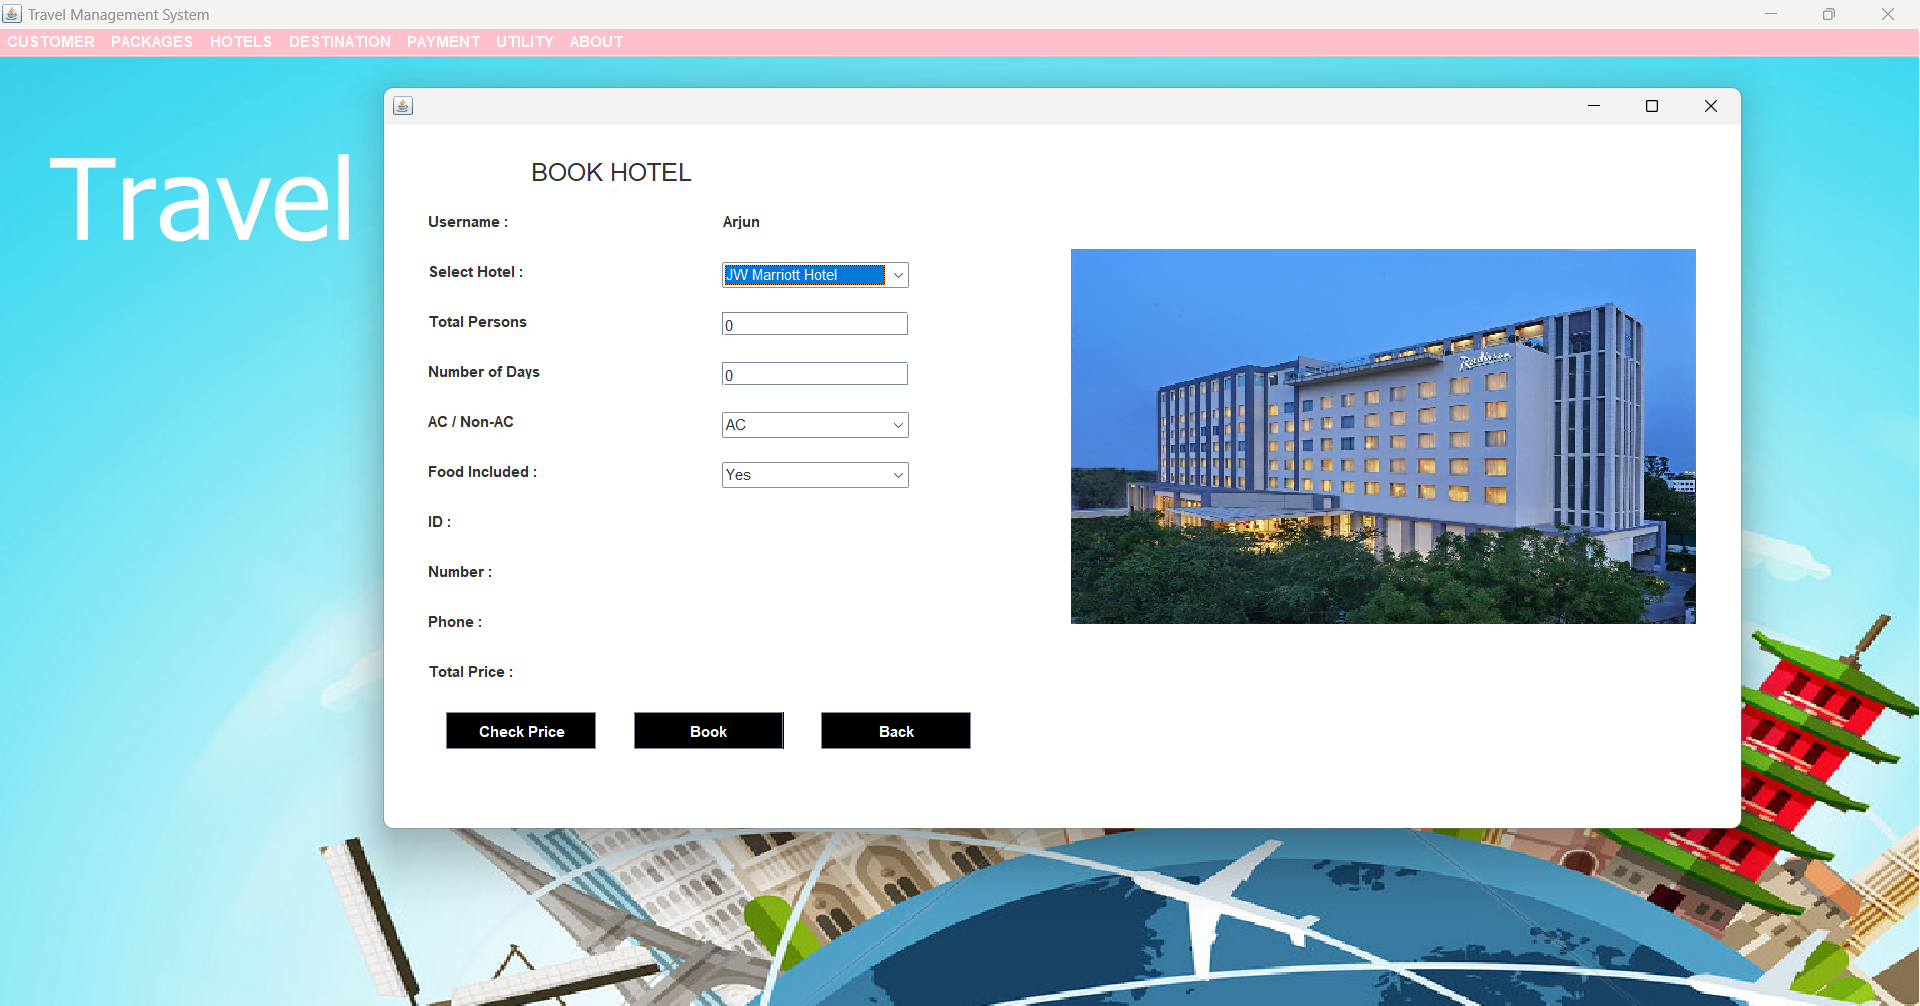 Travel Management System
CUSTOMER PACKAGES HOTELS DESTINATION PAYMENT UTILITY ABOUT
Travel
BOOK HOTEL
Username : Arjun
Select Hotel : JW Marriott Hotel
Total Persons 0
Number of Days 0
AC / Non-AC AC
Food Included : Yes
ID :
Number :
Phone :
Total Price :
Check Price Book Back
Radisson